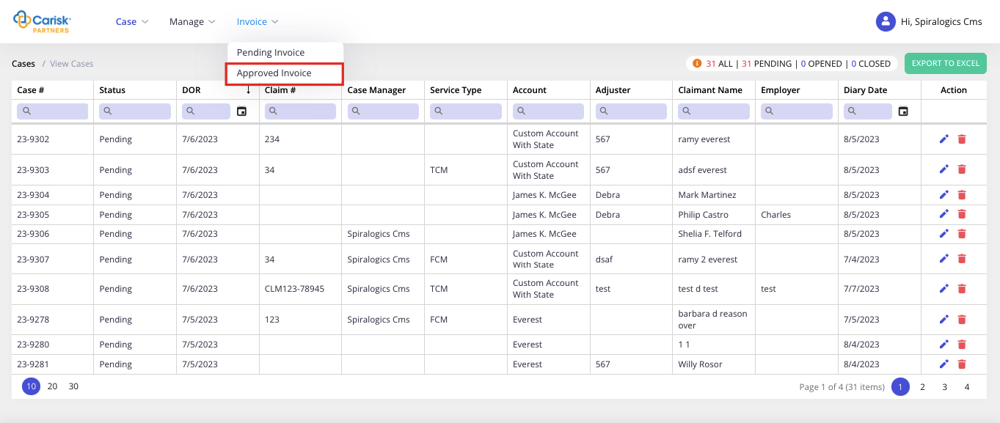 Carisk
PARTNERS
Case
Manage
Invoice
Hi, Spiralogics Cms
Pending Invoice
Approved Invoice
Cases / View Cases
31 ALL | 31 PENDING | 0 OPENED | 0 CLOSED
EXPORT TO EXCEL
Case # Status DOR Claim # Case Manager Service Type Account Adjuster Claimant Name Employer Diary Date Action
23-9302 Pending 7/6/2023 234 Custom Account With State 567 ramy everest 8/5/2023
23-9303 Pending 7/6/2023 34 TCM Custom Account With State 567 adsf everest 8/5/2023
23-9304 Pending 7/6/2023 James K. McGee Debra Mark Martinez 8/5/2023
23-9305 Pending 7/6/2023 James K. McGee Debra Philip Castro Charles 8/5/2023
23-9306 Pending 7/6/2023 Spiralogics Cms James K. McGee Shelia F. Telford 8/5/2023
23-9307 Pending 7/6/2023 34 Spiralogics Cms FCM Custom Account With State dsaf ramy 2 everest 7/4/2023
23-9308 Pending 7/6/2023 CLM123-78945 Spiralogics Cms TCM Custom Account With State test test d test test 7/7/2023
23-9278 Pending 7/5/2023 123 Spiralogics Cms FCM Everest barbara d reason over 7/5/2023
23-9280 Pending 7/5/2023 Everest 1 1 8/4/2023
23-9281 Pending 7/5/2023 Everest 567 Willy Rosor 8/4/2023
10 20 30
Page 1 of 4 (31 items) 1 2 3 4